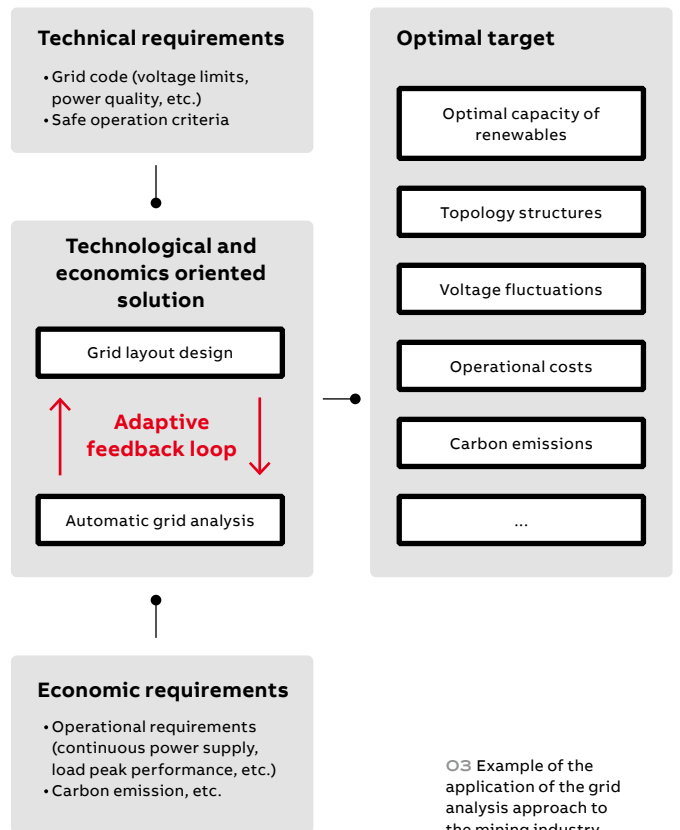 Technical requirements
• Grid code (voltage limits,
power quality, etc.)
• Safe operation criteria
Technological and
economics oriented
solution
Grid layout design
Adaptive
feedback loop
Automatic grid analysis
Economic requirements
• Operational requirements
(continuous power supply,
load peak performance, etc.)
• Carbon emission, etc.
Optimal target
Optimal capacity of
renewables
Topology structures
Voltage fluctuations
Operational costs
Carbon emissions
...
03 Example of the
application of the grid
analysis approach to
the mining industry